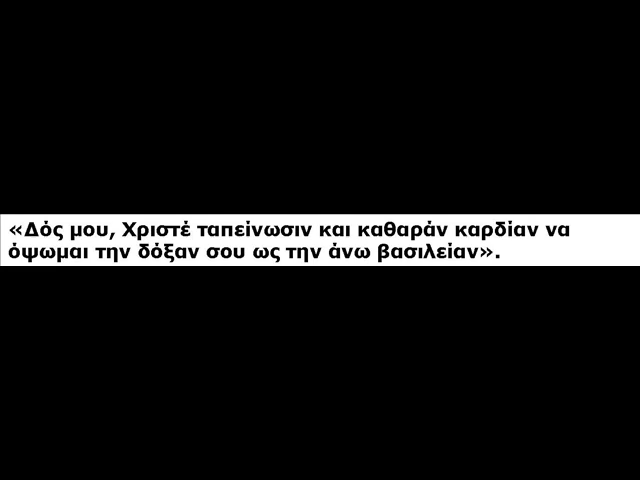 «Δός μου, Χριστέ ταπείνωσιν και καθαράν καρδίαν να
όψωμαι την δόξαν σου ως την άνω βασιλείαν».